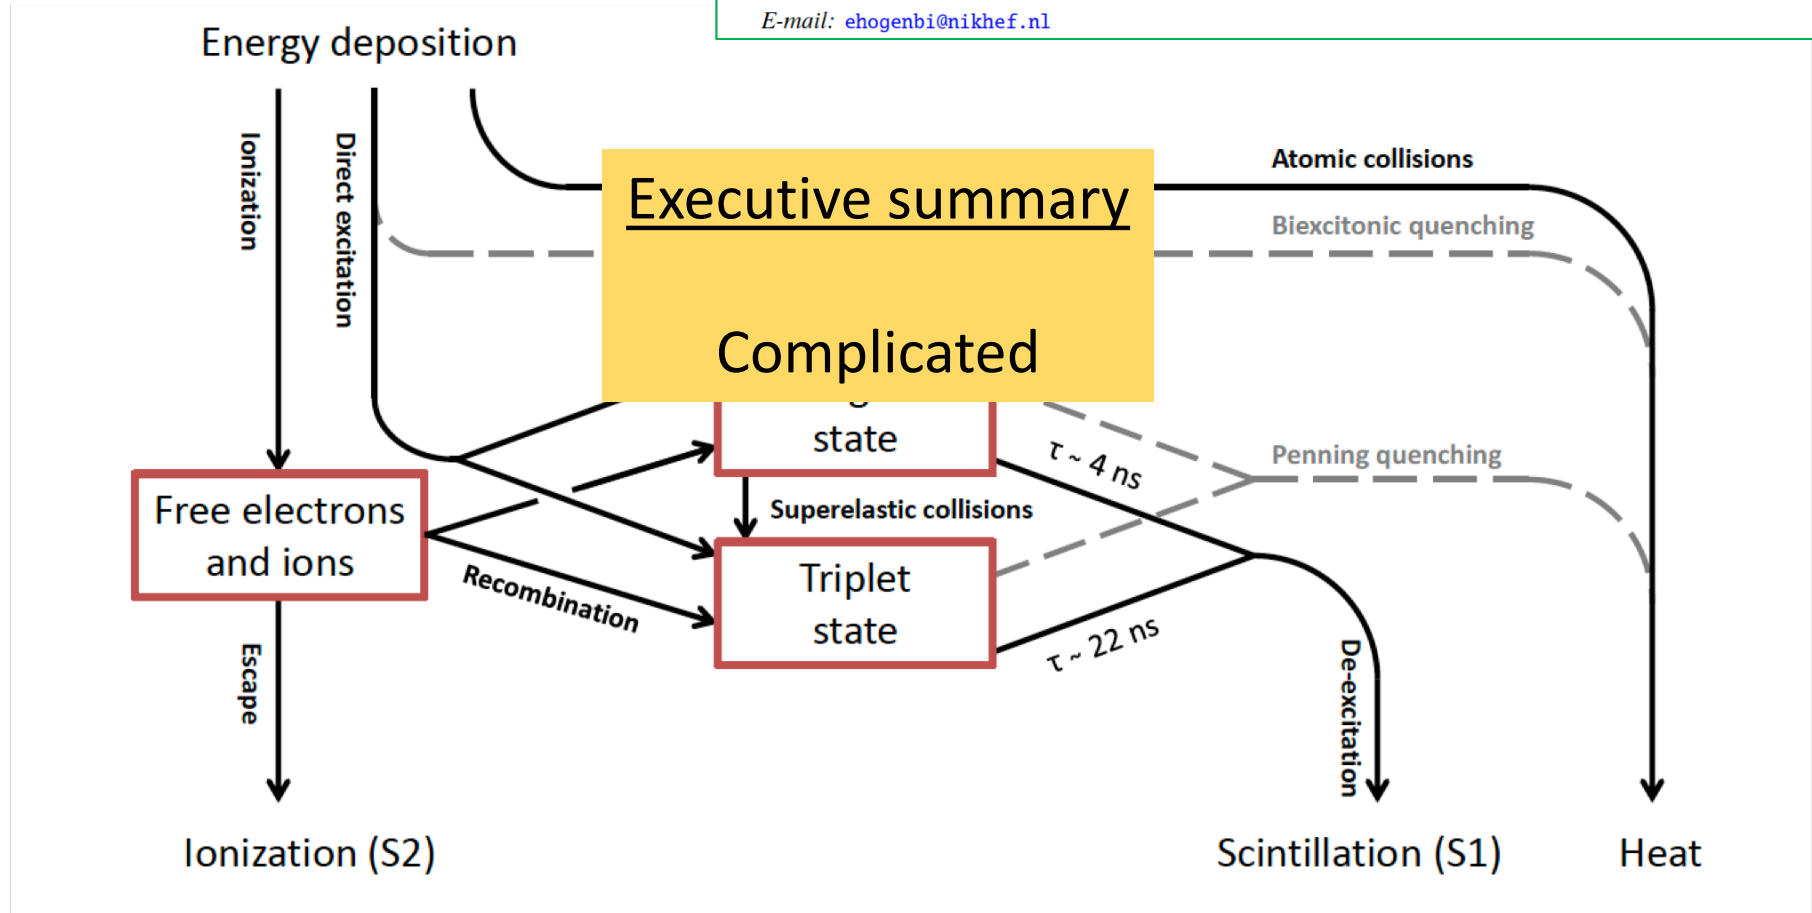 E-mail: ehogenbi@nikhef.nl
Energy deposition
Ionization
Direct excitation
Executive summary
Complicated
Atomic collisions
Biexcitonic quenching
state
τ ~ 4 ns
Penning quenching
Free electrons
and ions
Superelastic collisions
Recombination
Triplet
state
τ ~ 22 ns
Escape
De-excitation
Ionization (S2)
Scintillation (S1)
Heat